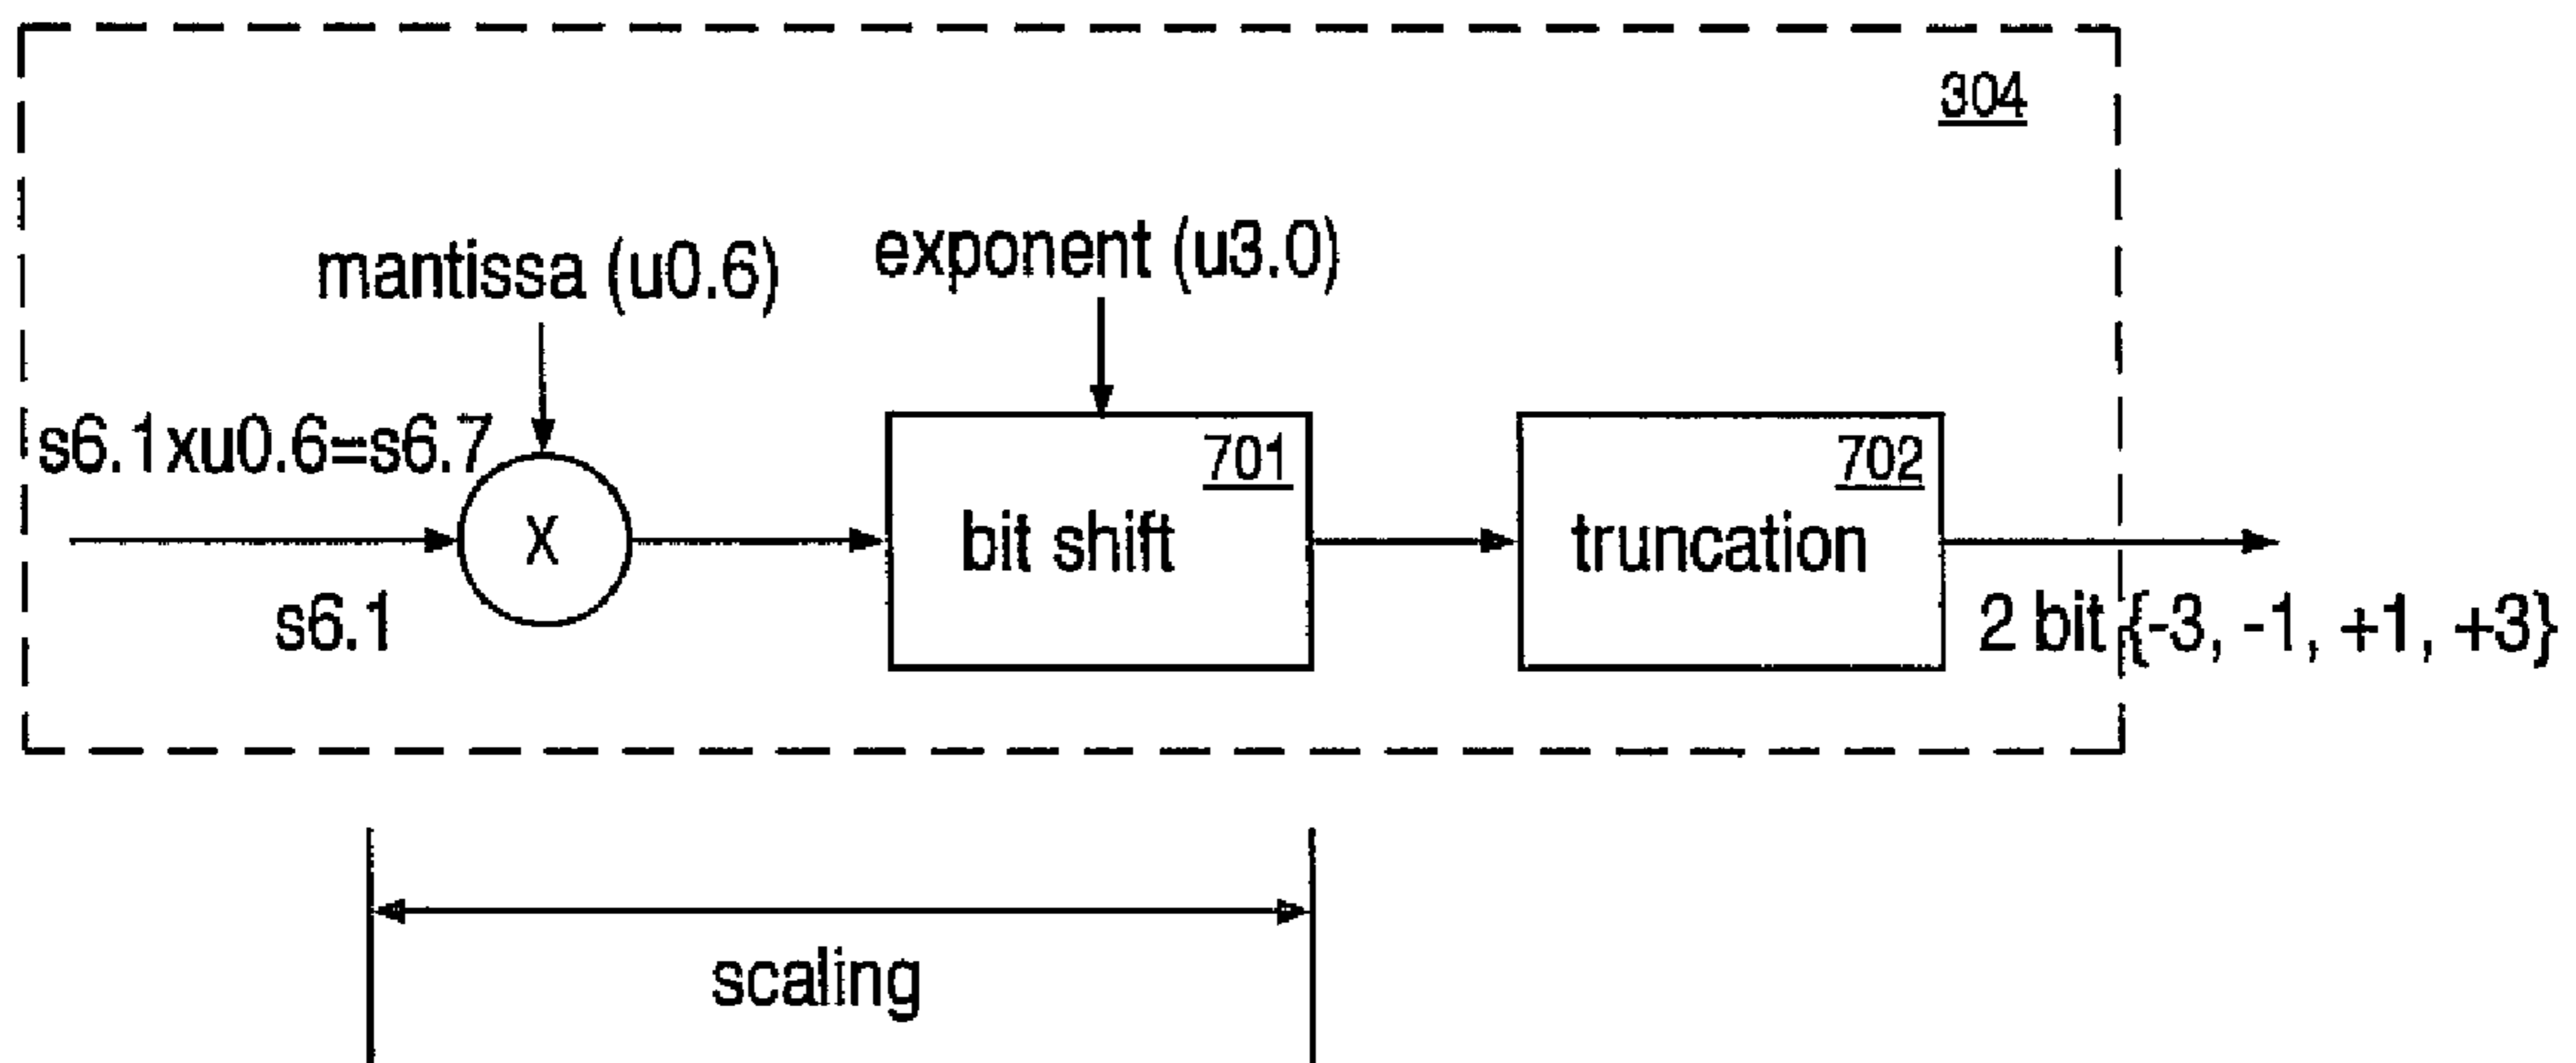 304
mantissa (u0.6)
exponent (u3.0)
s6.1xu0.6=s6.7
701
702
X
bit shift
truncation
s6.1
2 bit {-3, -1, +1, +3}
scaling